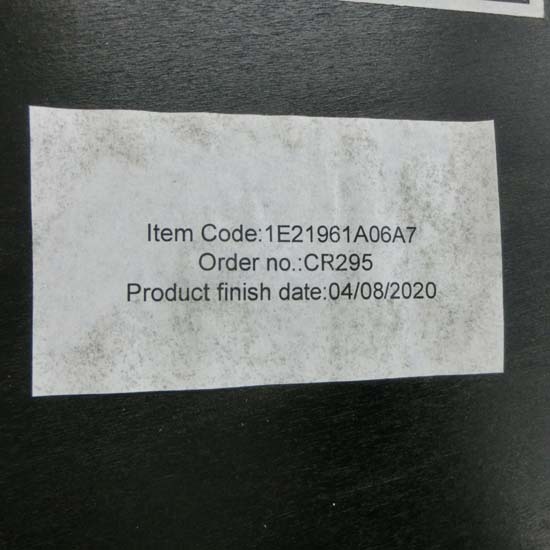 Item Code:1E21961A06A7
Order no.:CR295
Product finish date:04/08/2020